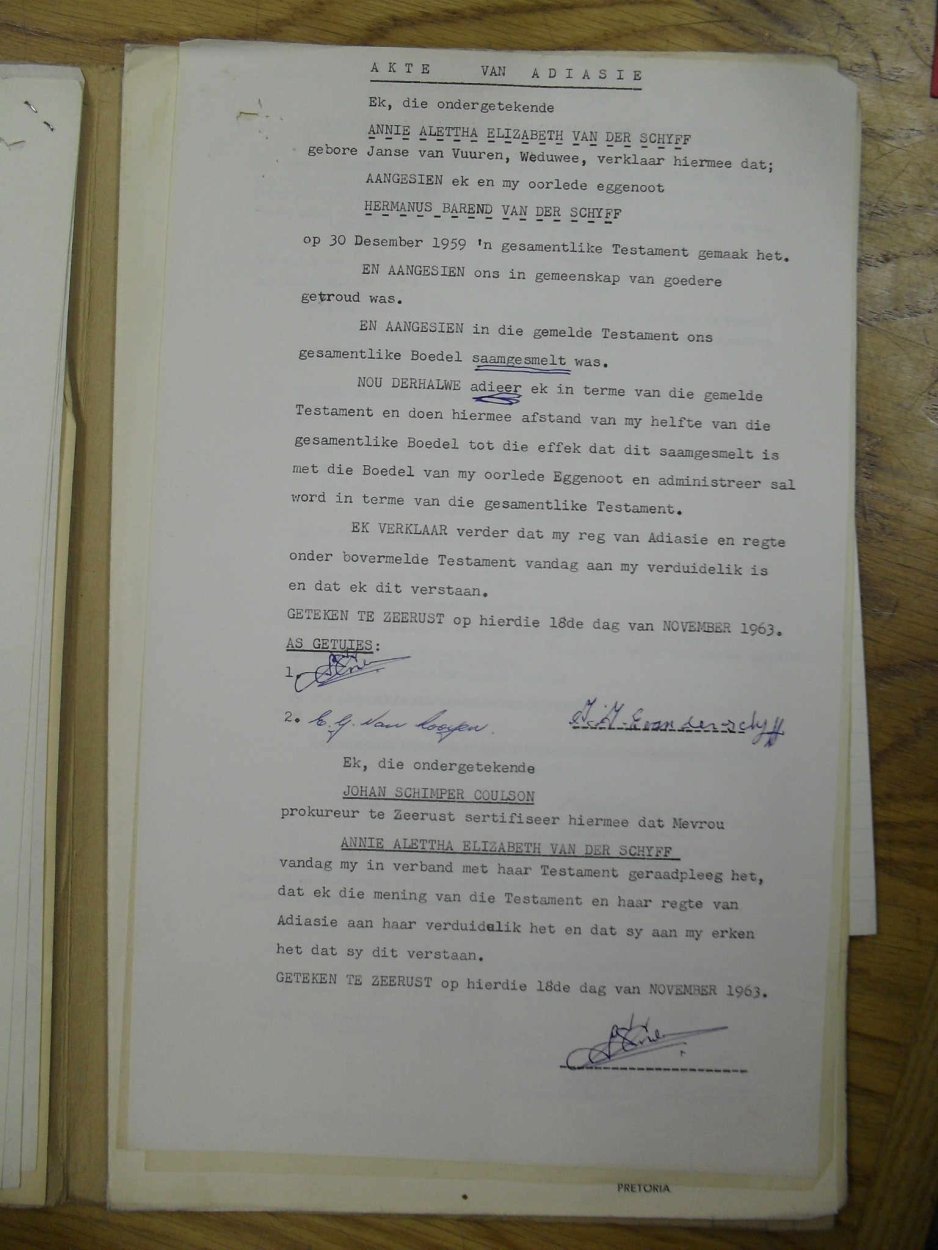 AKTE VAN ADIASIE
Ek, die ondergetekende
ANNIE ALETTHA ELIZABETH VAN DER SCHYFF
gebore Janse van Vuuren, Weduwee, verklaar hiermee dat;
AANGESIEN ek en my oorlede eggenoot
HERMANUS BAREND VAN DER SCHYFF
op 30 Desember 1959 'n gesamentlike Testament gemaak het.
EN AANGESIEN ons in gemeenskap van goedere
getroud was.
EN AANGESIEN in die gemelde Testament ons
gesamentlike Boedel saamgesmelt was.
NOU DERHALWE adieer ek in terme van die gemelde
Testament en doen hiermee afstand van my helfte van die
gesamentlike Boedel tot die effek dat dit saamgesmelt is
met die Boedel van my oorlede Eggenoot en administreer sal
word in terme van die gesamentlike Testament.
EK VERKLAAR verder dat my reg van Adiasie en regte
onder bovermelde Testament vandag aan my verduidelik is
en dat ek dit verstaan.
GETEKEN TE ZEERUST op hierdie 18de dag van NOVEMBER 1963.
AS GETUIES:
1.
2. E. G. Van Rooyen.
van der schyff
Ek, die ondergetekende
JOHAN SCHIMPER COULSON
prokureur te Zeerust sertifiseer hiermee dat Mevrou
ANNIE ALETTHA ELIZABETH VAN DER SCHYFF
vandag my in verband met haar Testament geraadpleeg het,
dat ek die mening van die Testament en haar regte van
Adiasie aan haar verduidelik het en dat sy aan my erken
het dat sy dit verstaan.
GETEKEN TE ZEERUST op hierdie 18de dag van NOVEMBER 1963.
PRETORIA